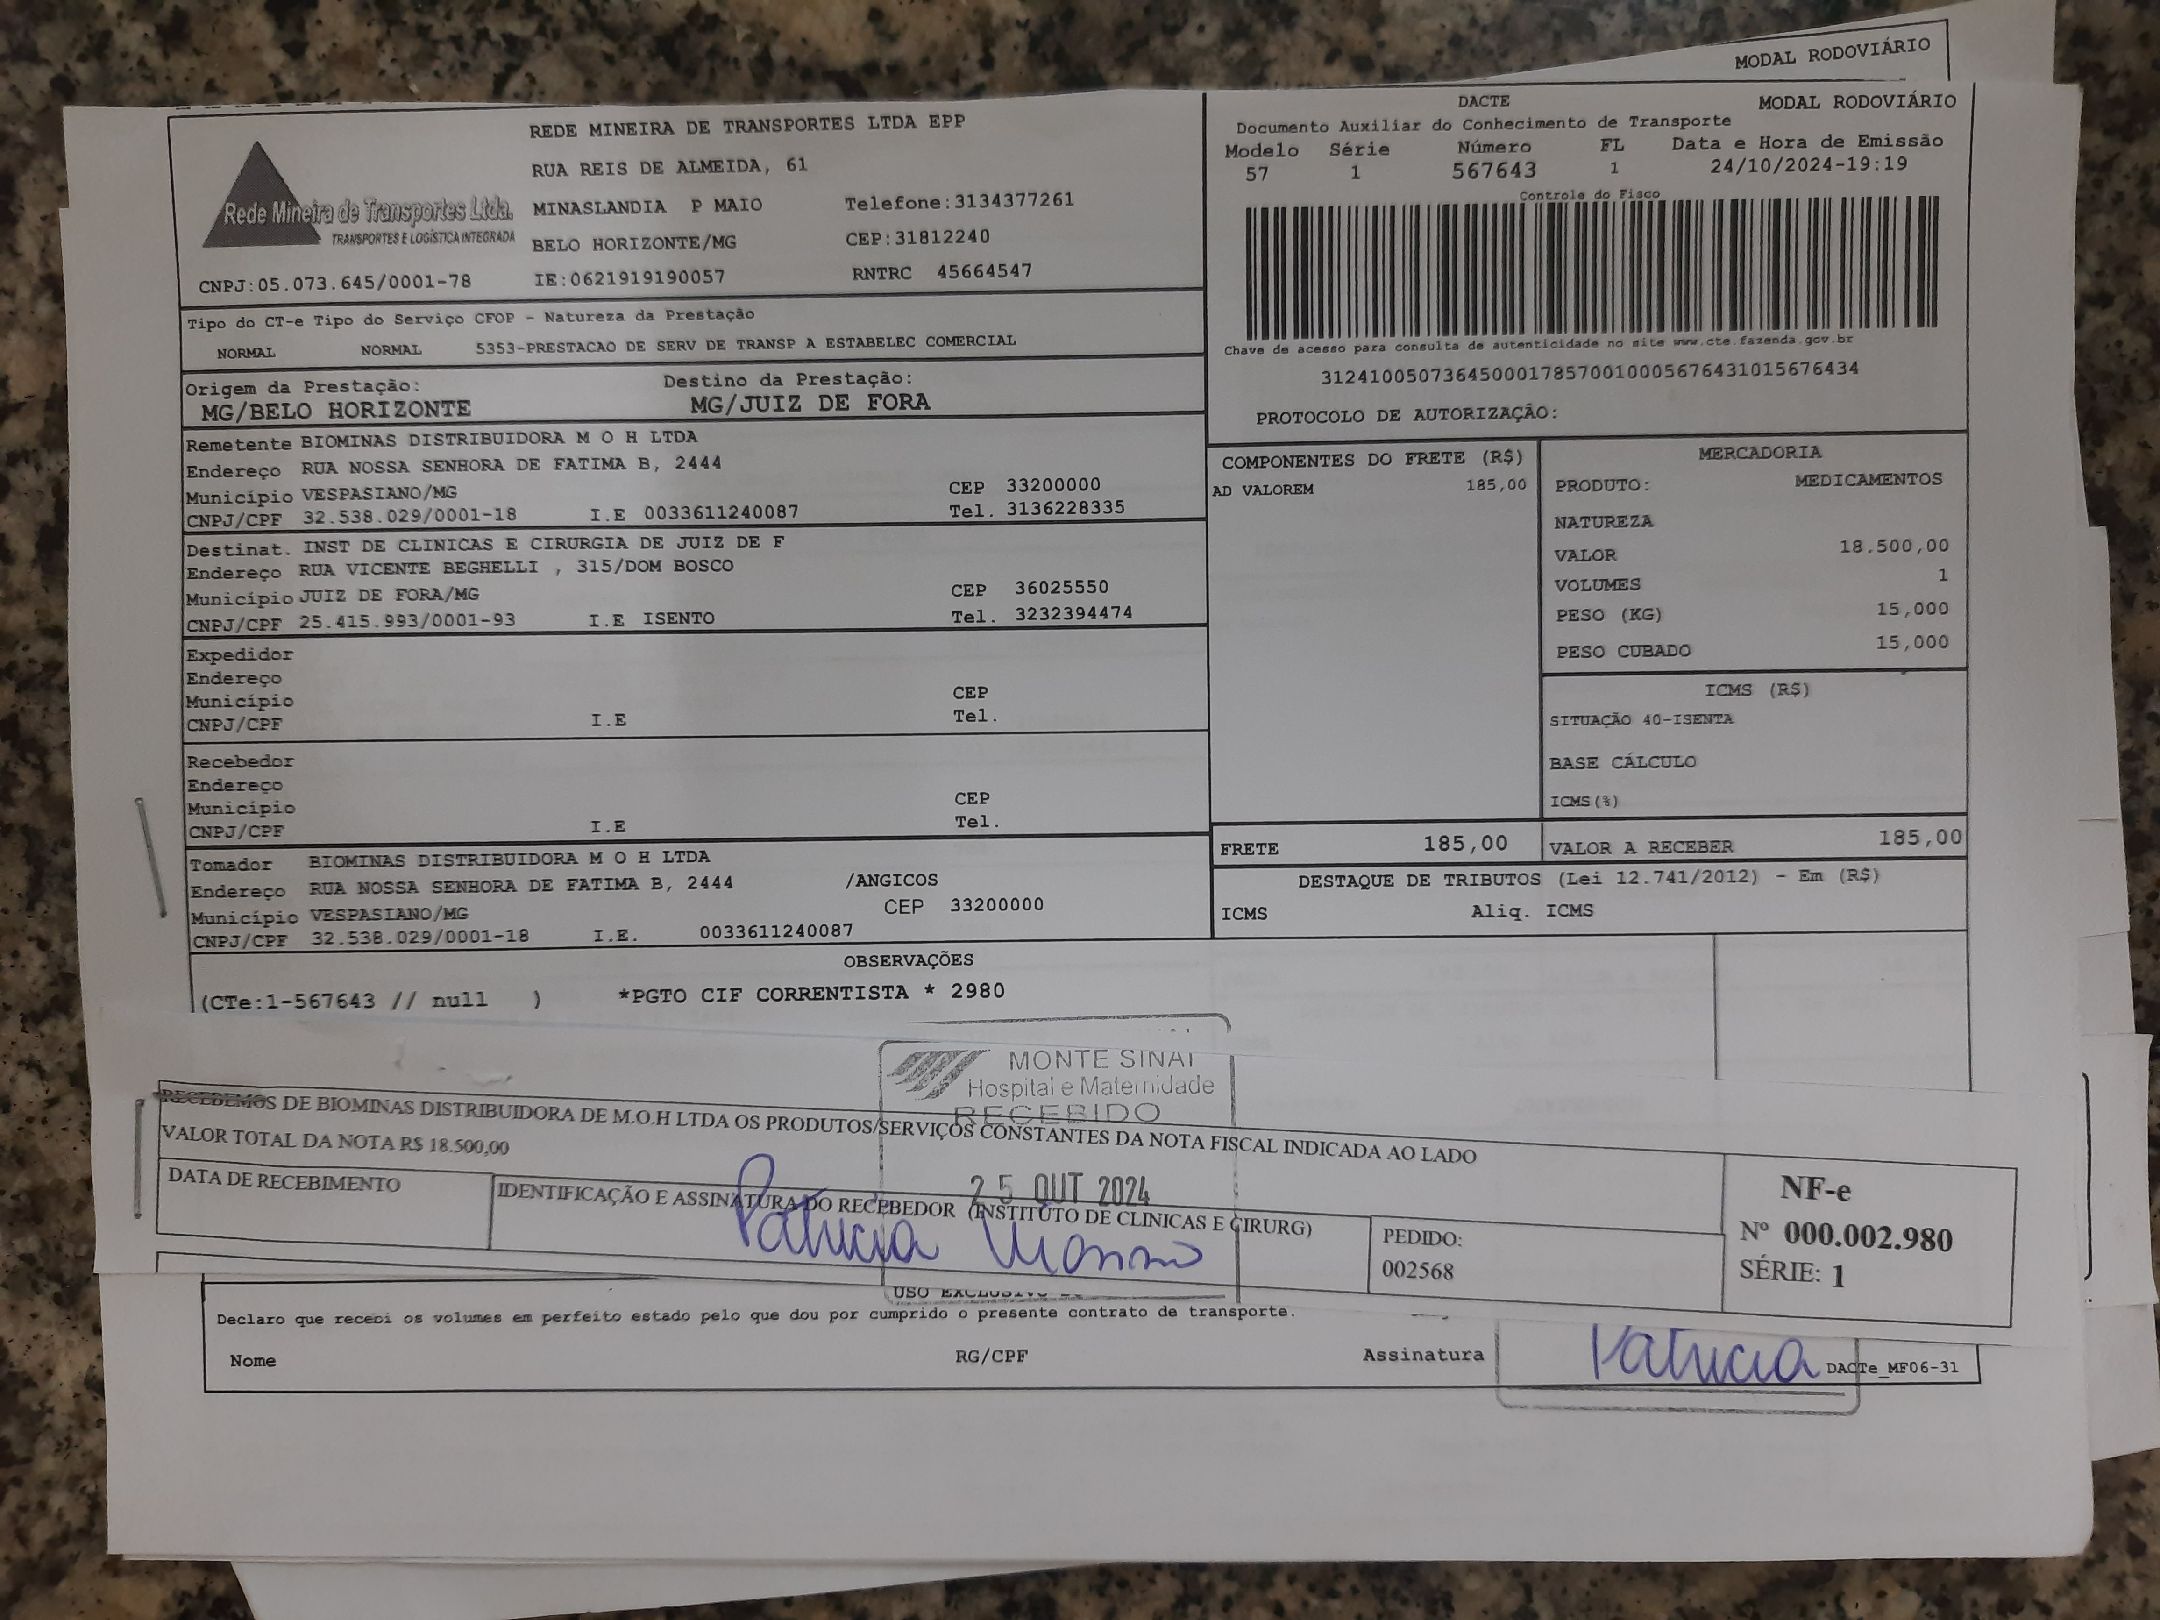 MODAL RODOVIÁRIO
REDE MINEIRA DE TRANSPORTES LTDA EPP
RUA REIS DE ALMEIDA, 61
MINASLANDIA P MAIO Telefone:3134377261
BELO HORIZONTE/MG CEP:31812240
Rede Mineira de Transportes Ltda.
TRANSPORTES E LOGÍSTICA INTEGRADA
CNPJ:05.073.645/0001-78 IE:0621919190057 RNTRC 45664547
DACTE MODAL RODOVIÁRIO
Documento Auxiliar do Conhecimento de Transporte
Modelo Série Número FL Data e Hora de Emissão
57 1 567643 1 24/10/2024-19:19
Controle do Fisco
Chave de acesso para consulta de autenticidade no site www.cte.fazenda.gov.br
31241005073645000178570010005676431015676434
PROTOCOLO DE AUTORIZAÇÃO:
Tipo do CT-e Tipo do Serviço CFOP - Natureza da Prestação
NORMAL NORMAL 5353-PRESTACAO DE SERV DE TRANSP A ESTABELEC COMERCIAL
Origem da Prestação: Destino da Prestação:
MG/BELO HORIZONTE MG/JUIZ DE FORA
Remetente BIOMINAS DISTRIBUIDORA M O H LTDA
Endereço RUA NOSSA SENHORA DE FATIMA B, 2444
Município VESPASIANO/MG CEP 33200000
CNPJ/CPF 32.538.029/0001-18 I.E 0033611240087 Tel. 3136228335
Destinat. INST DE CLINICAS E CIRURGIA DE JUIZ DE F
Endereço RUA VICENTE BEGHELLI , 315/DOM BOSCO
Município JUIZ DE FORA/MG CEP 36025550
CNPJ/CPF 25.415.993/0001-93 I.E ISENTO Tel. 3232394474
Expedidor
Endereço
Município CEP
CNPJ/CPF I.E Tel.
Recebedor
Endereço
Município CEP
CNPJ/CPF I.E Tel.
Tomador BIOMINAS DISTRIBUIDORA M O H LTDA
Endereço RUA NOSSA SENHORA DE FATIMA B, 2444 /ANGICOS
Município VESPASIANO/MG CEP 33200000
CNPJ/CPF 32.538.029/0001-18 I.E. 0033611240087
COMPONENTES DO FRETE (R$)
AD VALOREM 185,00
MERCADORIA
PRODUTO: MEDICAMENTOS
NATUREZA
VALOR 18.500,00
VOLUMES 1
PESO (KG) 15,000
PESO CUBADO 15,000
ICMS (R$)
SITUAÇÃO 40-ISENTA
BASE CÁLCULO
ICMS(%)
FRETE 185,00 VALOR A RECEBER 185,00
DESTAQUE DE TRIBUTOS (Lei 12.741/2012) - Em (R$)
ICMS Aliq. ICMS
OBSERVAÇÕES
(CTe:1-567643 // null ) *PGTO CIF CORRENTISTA * 2980
MONTE SINAI
Hospital e Maternidade
RECEBIDO
25 OUT 2024
RECEBEMOS DE BIOMINAS DISTRIBUIDORA DE M.O.H LTDA OS PRODUTOS/SERVIÇOS CONSTANTES DA NOTA FISCAL INDICADA AO LADO
VALOR TOTAL DA NOTA R$ 18.500,00
DATA DE RECEBIMENTO
IDENTIFICAÇÃO E ASSINATURA DO RECEBEDOR (INSTITUTO DE CLINICAS E CIRURG)
Patricia
PEDIDO:
002568
NF-e
Nº 000.002.980
SÉRIE: 1
USO EXCLUSIVO
Declaro que recebi os volumes em perfeito estado pelo que dou por cumprido o presente contrato de transporte.
Nome RG/CPF Assinatura Patricia DACTe_MF06-31